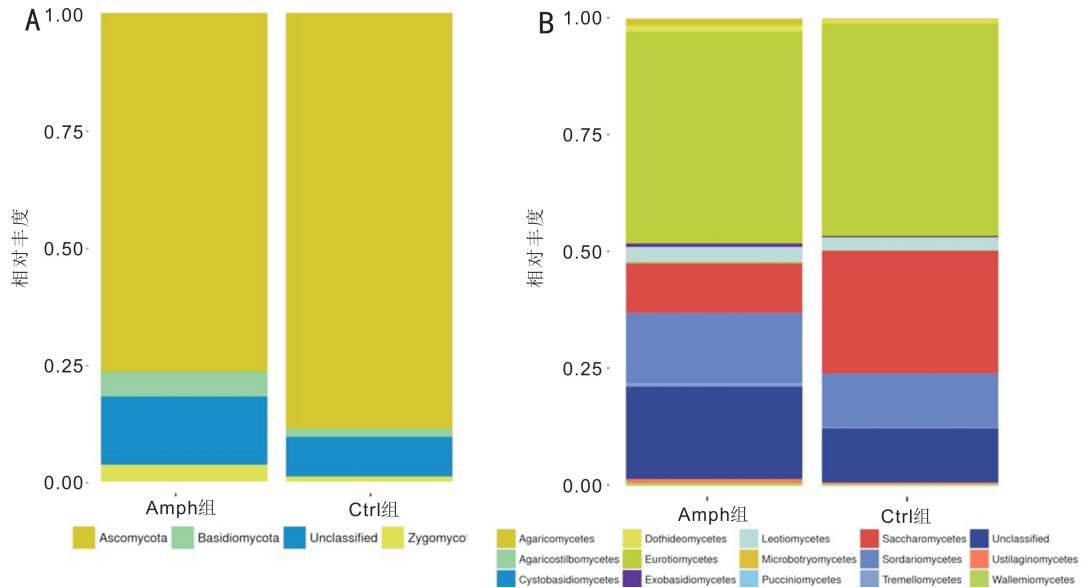 A
1.00
0.75
0.50
0.25
0.00
相对丰度
Amph组 Ctrl组
Ascomycota Basidiomycota Unclassified Zygomyco
B
1.00
0.75
0.50
0.25
0.00
相对丰度
Amph组 Ctrl组
Agaricomycetes Dothideomycetes Leotiomycetes Saccharomycetes Unclassified
Agaricostilbomycetes Eurotiomycetes Microbotryomycetes Sordariomycetes Ustilaginomycetes
Cystobasidiomycetes Exobasidiomycetes Pucciniomycetes Tremellomycetes Wallemiomycetes